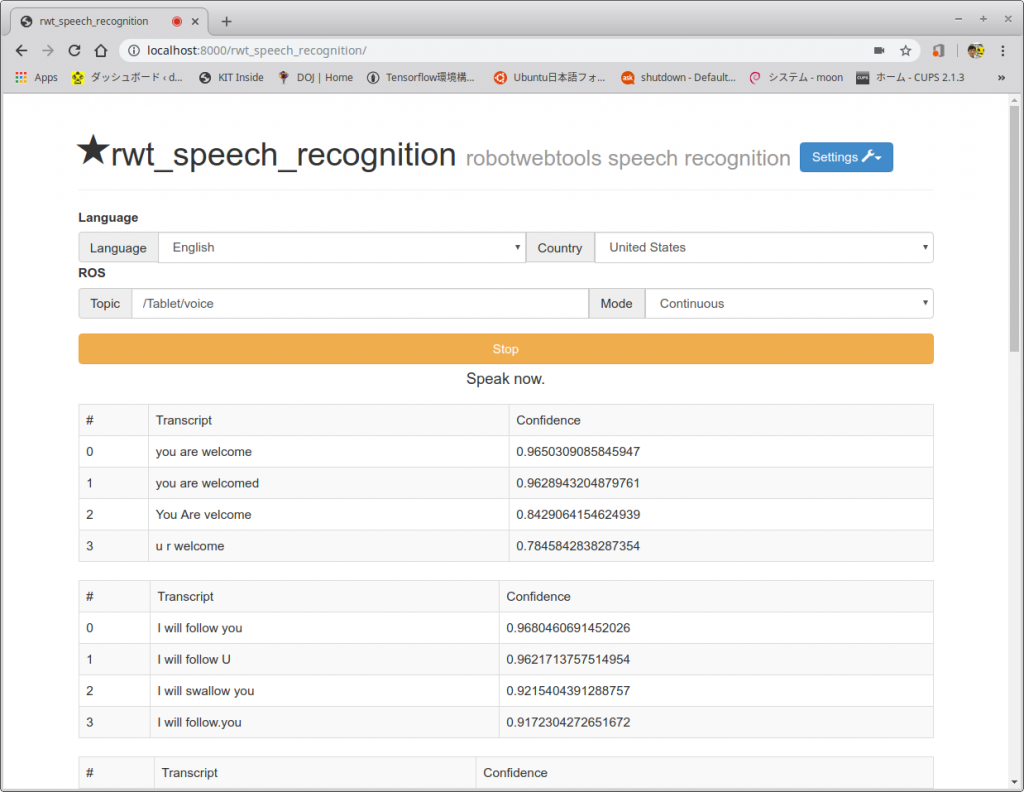 rwt_speech_recognition
localhost:8000/rwt_speech_recognition/
Apps ダッシュボード ‹ d... KIT Inside DOJ | Home Tensorflow環境構... Ubuntu日本語フォ... ask shutdown - Default... システム - moon CUPS ホーム - CUPS 2.1.3 »
★rwt_speech_recognition robotwebtools speech recognition Settings
Language
Language English Country United States
ROS
Topic /Tablet/voice Mode Continuous
Stop
Speak now.
# Transcript Confidence
0 you are welcome 0.9650309085845947
1 you are welcomed 0.9628943204879761
2 You Are velcome 0.8429064154624939
3 u r welcome 0.7845842838287354
# Transcript Confidence
0 I will follow you 0.9680460691452026
1 I will follow U 0.9621713757514954
2 I will swallow you 0.9215404391288757
3 I will follow.you 0.9172304272651672
# Transcript Confidence